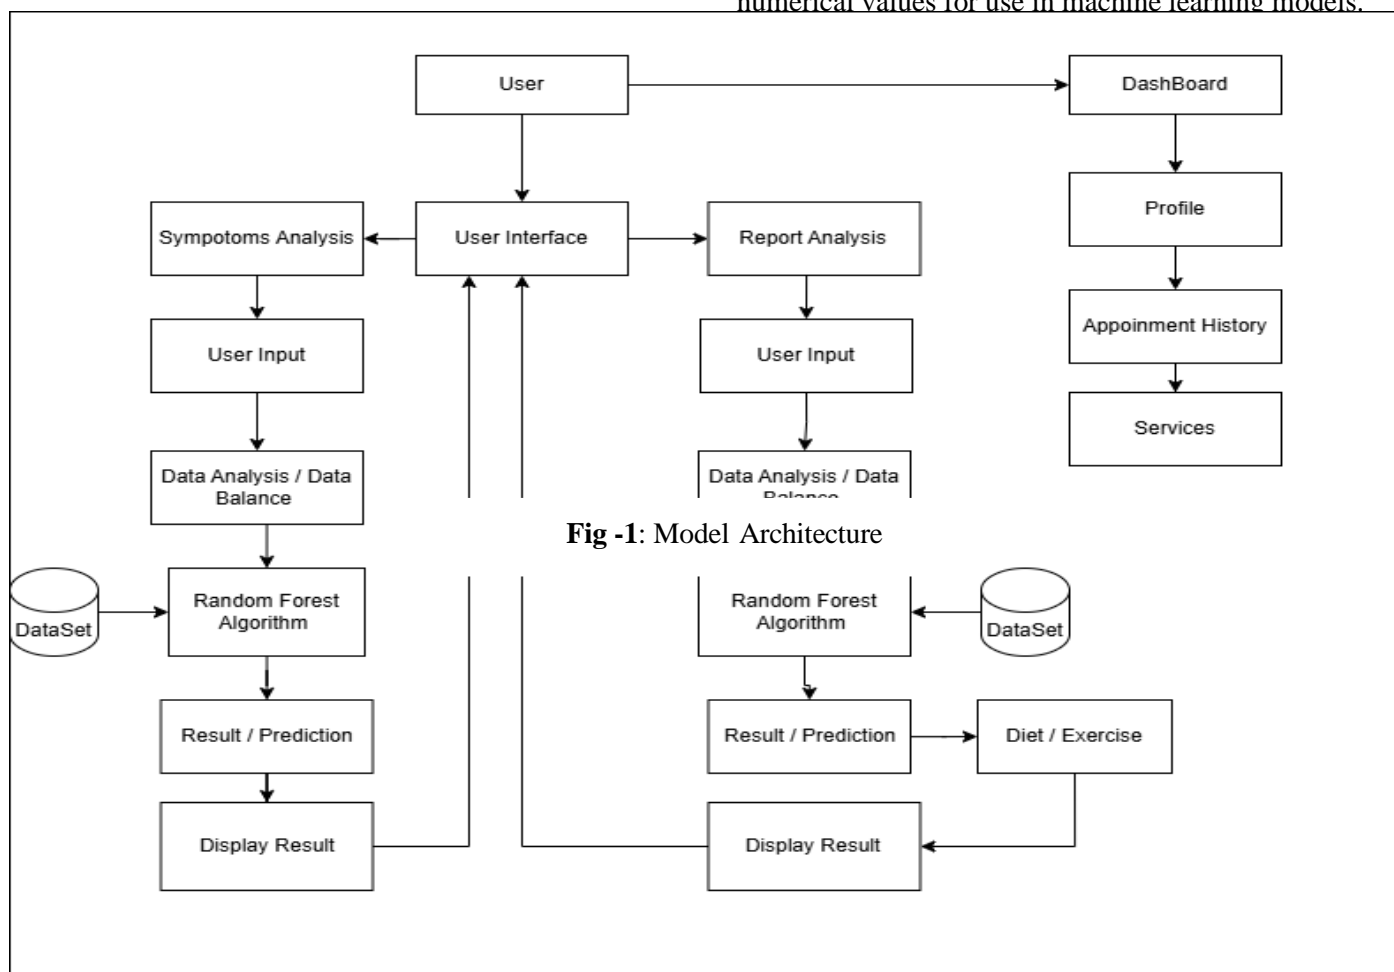 numerical values for use in machine learning models.
User
DashBoard
Profile
Sympotoms Analysis
User Interface
Report Analysis
Appoinment History
User Input
User Input
Services
Data Analysis / Data
Balance
Data Analysis / Data
Balance
Fig -1: Model Architecture
DataSet
Random Forest
Algorithm
Random Forest
Algorithm
DataSet
Result / Prediction
Result / Prediction
Diet / Exercise
Display Result
Display Result